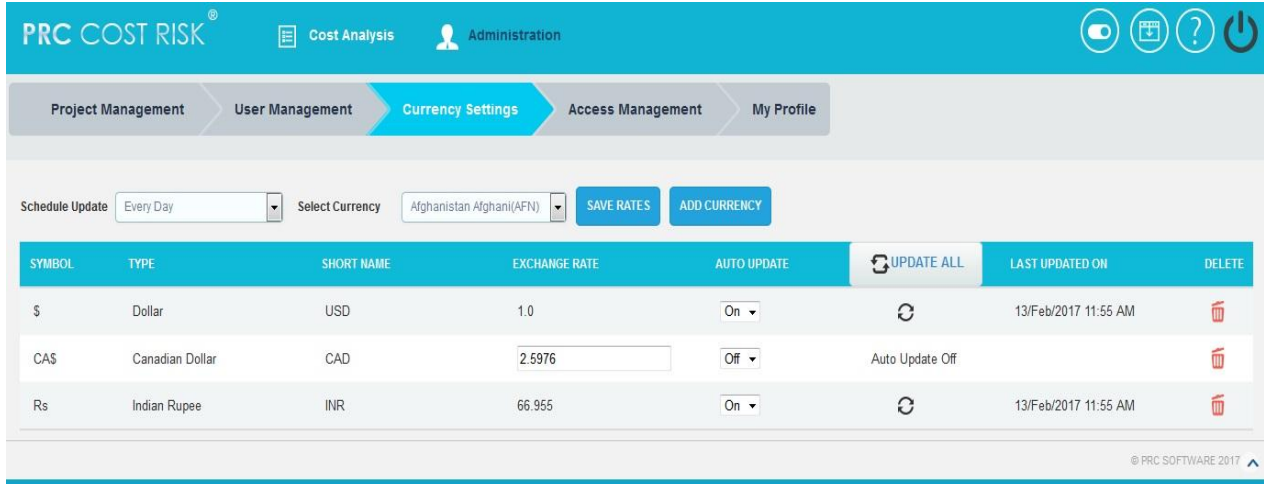 PRC COST RISK® Cost Analysis Administration ?
Project Management User Management Currency Settings Access Management My Profile
Schedule Update Every Day Select Currency Afghanistan Afghani(AFN) SAVE RATES ADD CURRENCY
SYMBOL TYPE SHORT NAME EXCHANGE RATE AUTO UPDATE UPDATE ALL LAST UPDATED ON DELETE
$ Dollar USD 1.0 On 13/Feb/2017 11:55 AM
CA$ Canadian Dollar CAD 2.5976 Off Auto Update Off
Rs Indian Rupee INR 66.955 On 13/Feb/2017 11:55 AM
© PRC SOFTWARE 2017